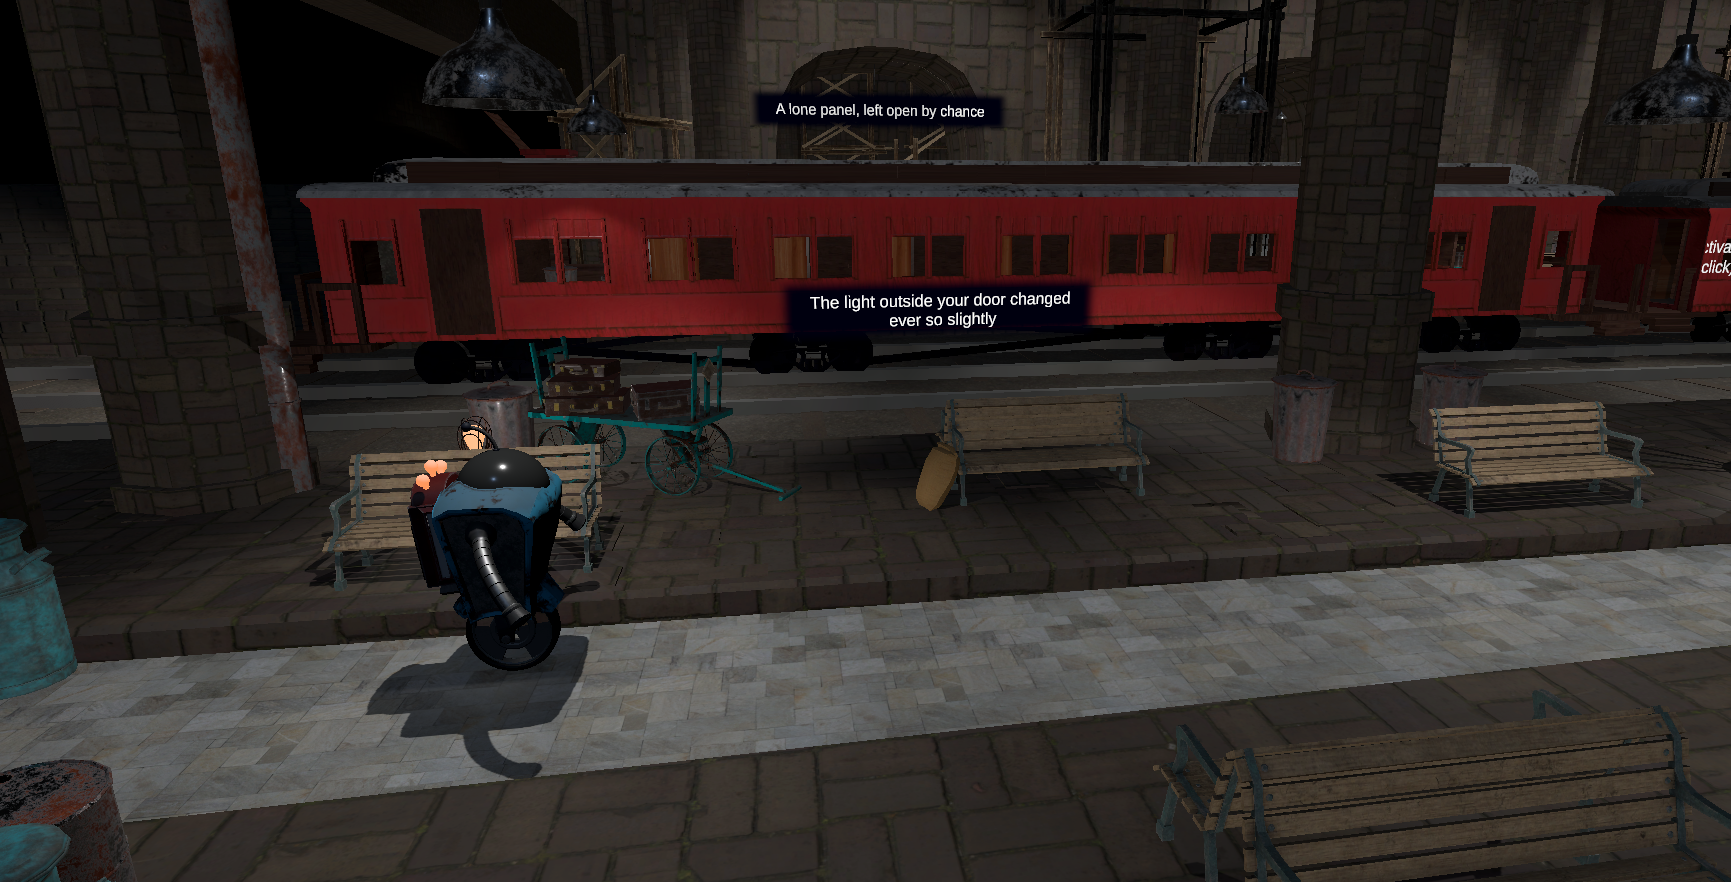 A lone panel, left open by chance
The light outside your door changed
ever so slightly